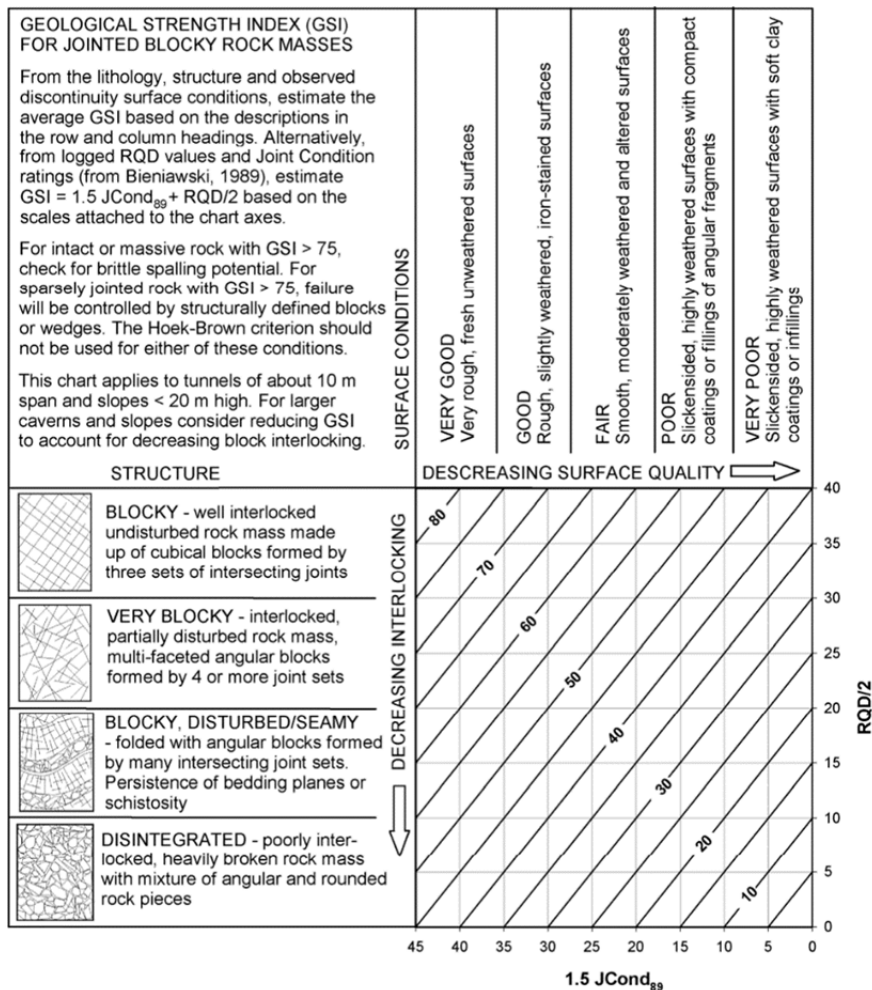 GEOLOGICAL STRENGTH INDEX (GSI)
FOR JOINTED BLOCKY ROCK MASSES
From the lithology, structure and observed
discontinuity surface conditions, estimate the
average GSI based on the descriptions in
the row and column headings. Alternatively,
from logged RQD values and Joint Condition
ratings (from Bieniawski, 1989), estimate
GSI = 1.5 JCond89 + RQD/2 based on the
scales attached to the chart axes.
For intact or massive rock with GSI > 75,
check for brittle spalling potential. For
sparsely jointed rock with GSI > 75, failure
will be controlled by structurally defined blocks
or wedges. The Hoek-Brown criterion should
not be used for either of these conditions.
This chart applies to tunnels of about 10 m
span and slopes < 20 m high. For larger
caverns and slopes consider reducing GSI
to account for decreasing block interlocking.
SURFACE CONDITIONS
VERY GOOD
Very rough, fresh unweathered surfaces
GOOD
Rough, slightly weathered, iron-stained surfaces
FAIR
Smooth, moderately weathered and altered surfaces
POOR
Slickensided, highly weathered surfaces with compact
coatings or fillings of angular fragments
VERY POOR
Slickensided, highly weathered surfaces with soft clay
coatings or infillings
STRUCTURE
DESCREASING SURFACE QUALITY
BLOCKY - well interlocked
undisturbed rock mass made
up of cubical blocks formed by
three sets of intersecting joints
VERY BLOCKY - interlocked,
partially disturbed rock mass,
multi-faceted angular blocks
formed by 4 or more joint sets
BLOCKY, DISTURBED/SEAMY
- folded with angular blocks formed
by many intersecting joint sets.
Persistence of bedding planes or
schistosity
DISINTEGRATED - poorly inter-
locked, heavily broken rock mass
with mixture of angular and rounded
rock pieces
DECREASING INTERLOCKING
80
70
60
50
40
30
20
10
40
35
30
25
20
15
10
5
0
RQD/2
45 40 35 30 25 20 15 10 5 0
1.5 JCond89